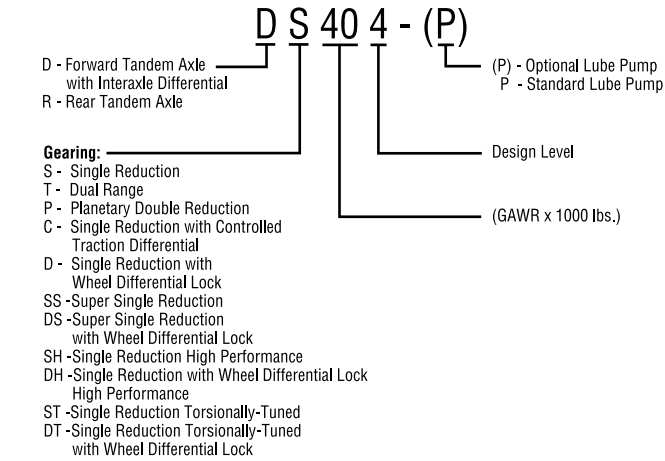 D S 40 4 - (P)
D - Forward Tandem Axle
with Interaxle Differential
R - Rear Tandem Axle
(P) - Optional Lube Pump
P - Standard Lube Pump
Gearing:
S - Single Reduction
T - Dual Range
P - Planetary Double Reduction
C - Single Reduction with Controlled
Traction Differential
D - Single Reduction with
Wheel Differential Lock
SS -Super Single Reduction
DS -Super Single Reduction
with Wheel Differential Lock
SH -Single Reduction High Performance
DH -Single Reduction with Wheel Differential Lock
High Performance
ST -Single Reduction Torsionally-Tuned
DT -Single Reduction Torsionally-Tuned
with Wheel Differential Lock
Design Level
(GAWR x 1000 lbs.)